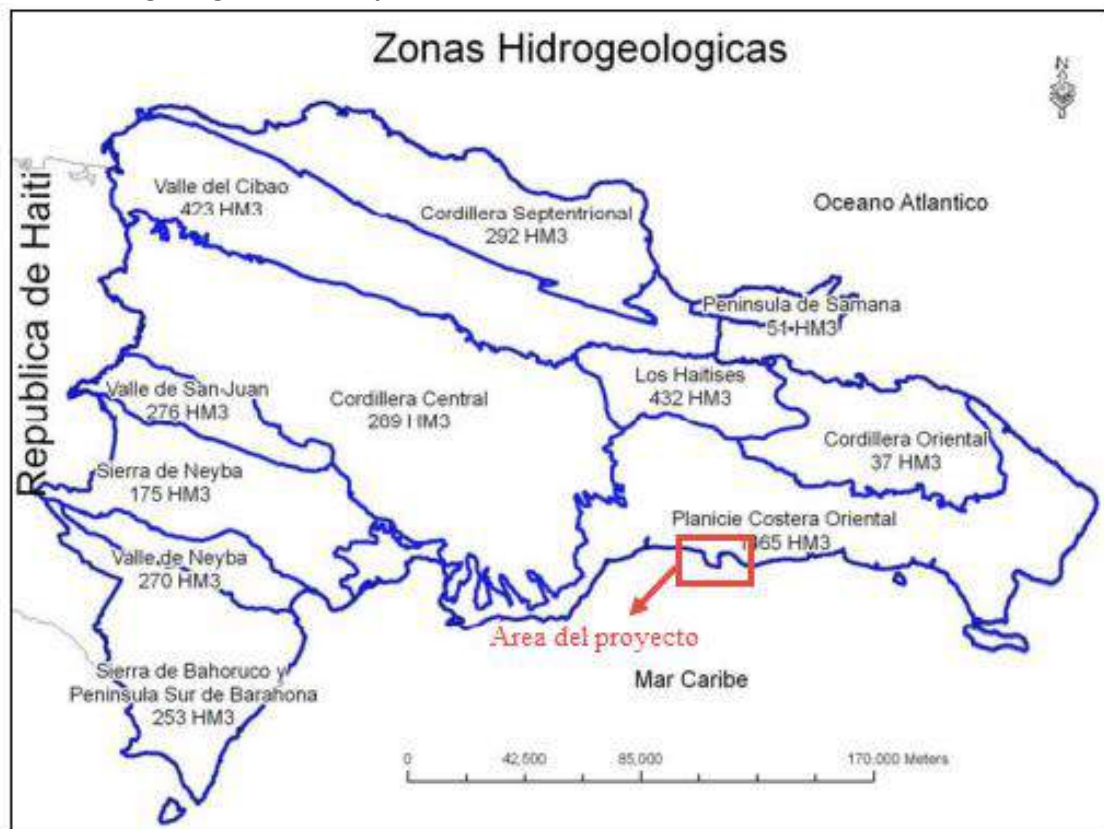 Zonas Hidrogeologicas
N
Republica de Haiti
Valle del Cibao
423 HM3
Cordillera Septentrional
292 HM3
Oceano Atlantico
Peninsula de Samana
51 HM3
Valle de San Juan
276 HM3
Cordillera Central
Los Haitises
432 HM3
Cordillera Oriental
37 HM3
Sierra de Neyba
175 HM3
Planicie Costera Oriental
Valle de Neyba
270 HM3
Area del proyecto
Mar Caribe
Sierra de Bahoruco y
Peninsula Sur de Barahona
253 HM3
0 42,500 85,000 170,000 Meters